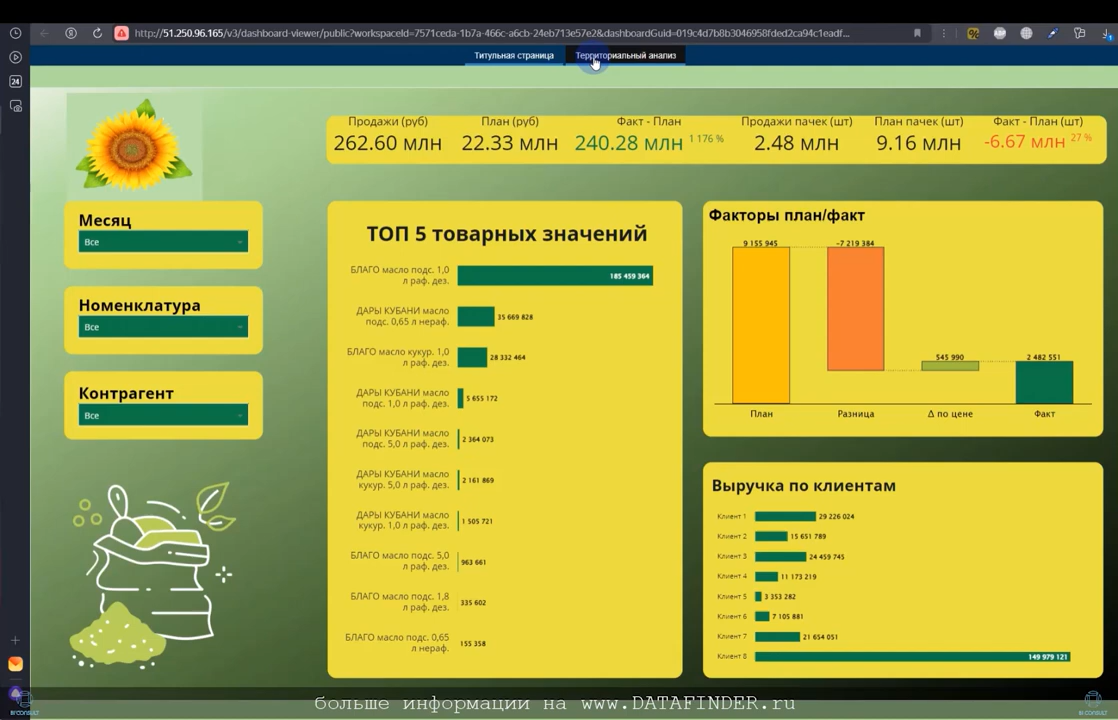 http://51.250.96.165/v3/dashboard-viewer/public?workspaceId=7571ceda-1b7a-466c-a6cb-24eb713e57e2&dashboardGuid=019c4d7b8b3046958fded2ca94c1eadf...
24
Титульная страница
Территориальный анализ
Продажи (руб)
262.60 млн
План (руб)
22.33 млн
Факт - План
240.28 млн 1 176 %
Продажи пачек (шт)
2.48 млн
План пачек (шт)
9.16 млн
Факт - План (шт)
-6.67 млн 27 %
Месяц
Все
Номенклатура
Все
Контрагент
Все
ТОП 5 товарных значений
БЛАГО масло подс. 1,0
л раф. дез.
185 459 364
ДАРЫ КУБАНИ масло
подс. 0,65 л нераф.
35 669 828
БЛАГО масло кукур. 1,0
л раф. дез.
28 332 464
ДАРЫ КУБАНИ масло
подс. 1,0 л раф. дез.
5 655 172
ДАРЫ КУБАНИ масло
подс. 5,0 л раф. дез.
2 364 073
ДАРЫ КУБАНИ масло
кукур. 5,0 л раф. дез.
2 161 869
ДАРЫ КУБАНИ масло
кукур. 1,0 л раф. дез.
1 505 721
БЛАГО масло подс. 5,0
л раф. дез.
963 661
БЛАГО масло подс. 1,8
л раф. дез.
335 602
БЛАГО масло подс. 0,65
л нераф.
155 358
Факторы план/факт
9 155 945
−7 219 384
545 990
2 482 551
План
Разница
Δ по цене
Факт
Выручка по клиентам
Клиент 1 29 226 024
Клиент 2 15 651 789
Клиент 3 24 459 745
Клиент 4 11 173 219
Клиент 5 3 353 282
Клиент 6 7 105 881
Клиент 7 21 654 051
Клиент 8 149 979 121
больше информации на www.DATAFINDER.ru
BI CONSULT
BI CONSULT